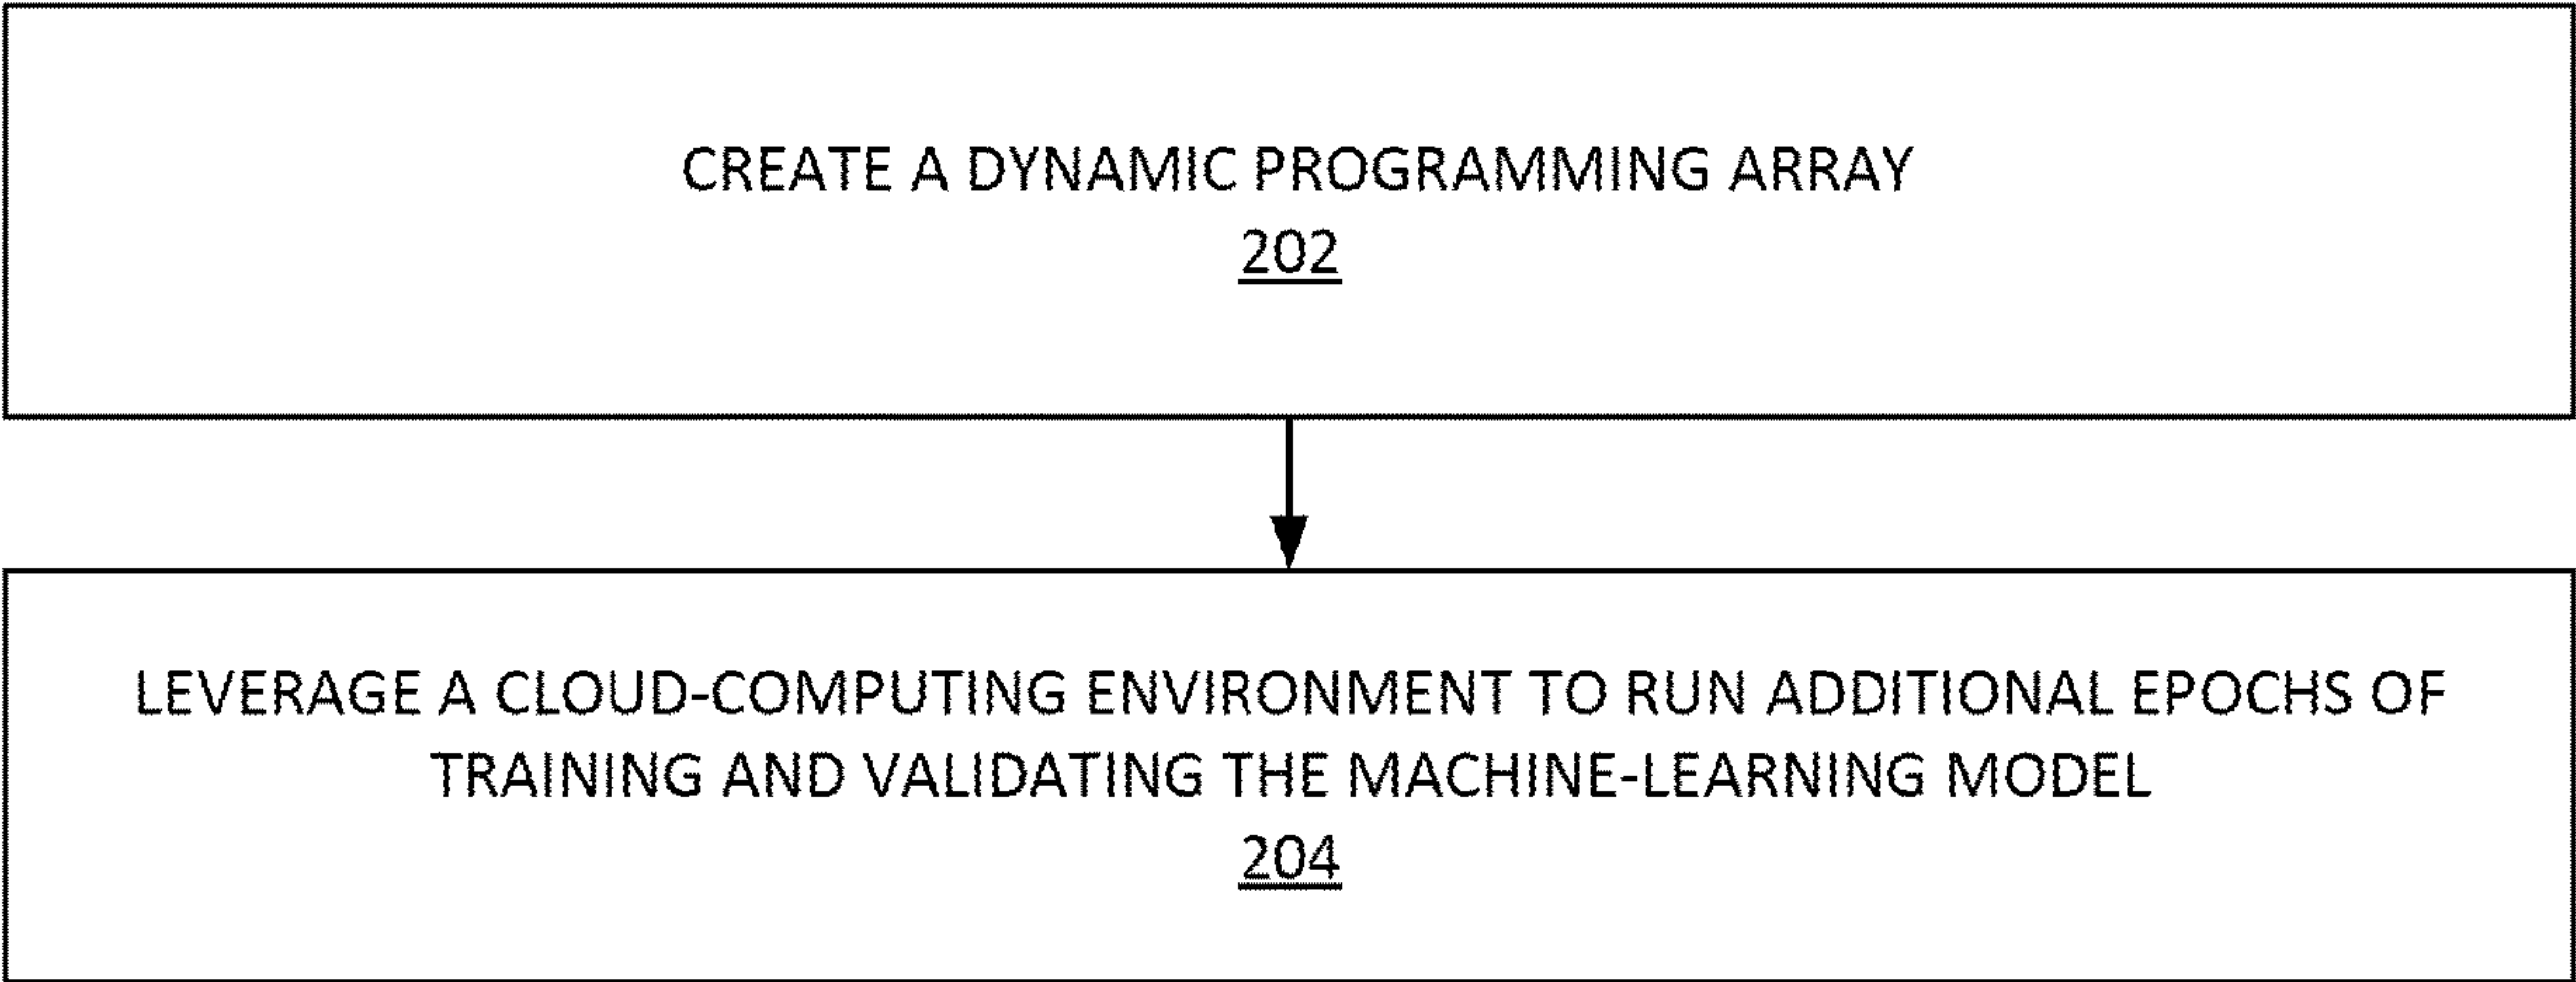 CREATE A DYNAMIC PROGRAMMING ARRAY
202
LEVERAGE A CLOUD-COMPUTING ENVIRONMENT TO RUN ADDITIONAL EPOCHS OF
TRAINING AND VALIDATING THE MACHINE-LEARNING MODEL
204